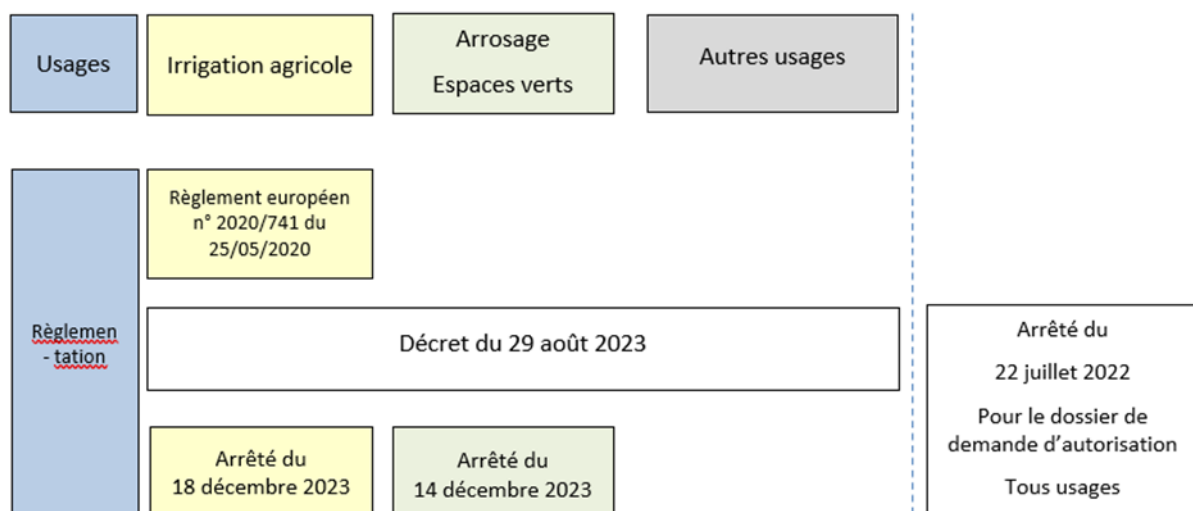 Usages
Irrigation agricole
Arrosage
Espaces verts
Autres usages
Règlemen
- tation
Règlement européen
n° 2020/741 du
25/05/2020
Décret du 29 août 2023
Arrêté du
18 décembre 2023
Arrêté du
14 décembre 2023
Arrêté du
22 juillet 2022
Pour le dossier de
demande d'autorisation
Tous usages